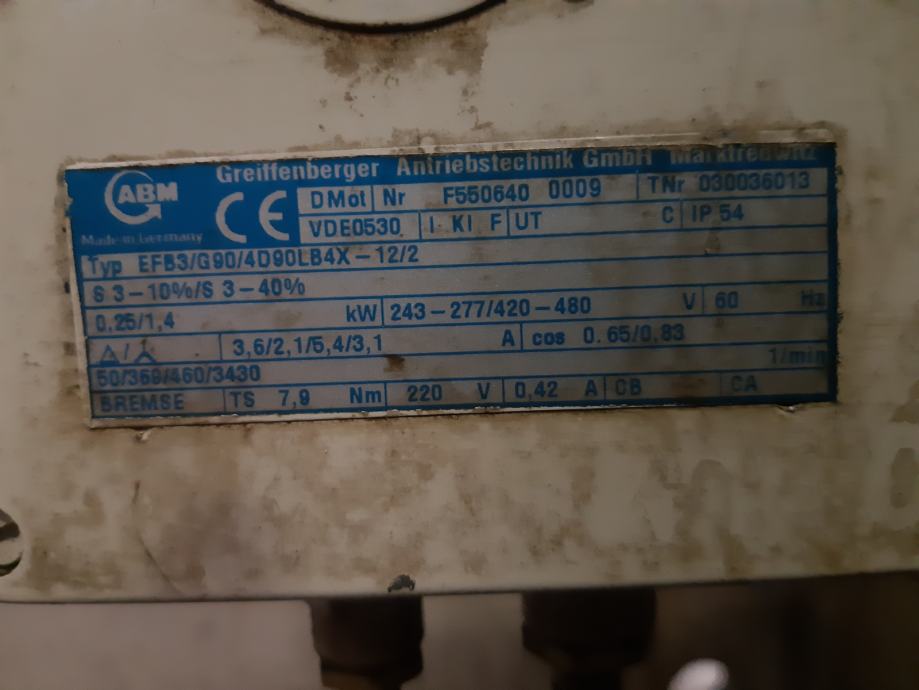 Greiffenberger Antriebstechnik GmbH Marktredwitz
ABM
CE
Made in Germany
DMot Nr F550640 0009 TNr 030036013
VDE0530 I. Kl F UT C IP 54
Typ EFB3/G90/4D90LB4X-12/2
S 3-10%/S 3-40%
0,25/1,4 kW 243-277/420-480 V 60 Hz
△/⅄ 3,6/2,1/5,4/3,1 A cos 0.65/0,83
50/369/460/3430 1/min
BREMSE TS 7,9 Nm 220 V 0,42 A CB CA